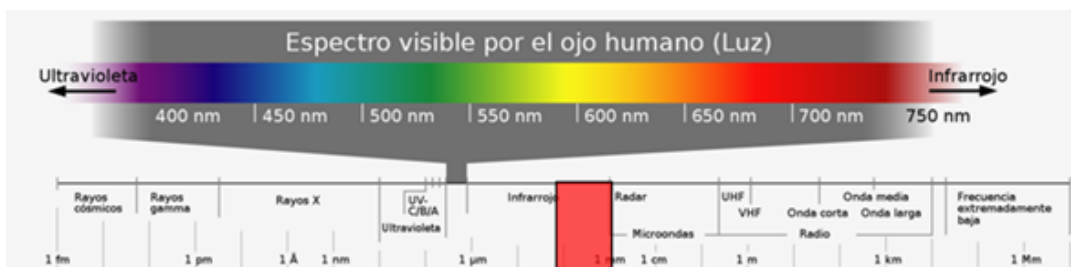 Espectro visible por el ojo humano (Luz)
Ultravioleta
Infrarrojo
400 nm 450 nm 500 nm 550 nm 600 nm 650 nm 700 nm 750 nm
Rayos cósmicos
Rayos gamma
Rayos X
UV-C/B/A
Ultravioleta
Infrarrojo
Radar
UHF
VHF
Onda media
Onda corta
Onda larga
Microondas
Radio
Frecuencia extremadamente baja
1 fm 1 pm 1 Å 1 nm 1 µm 1 mm 1 cm 1 m 1 km 1 Mm